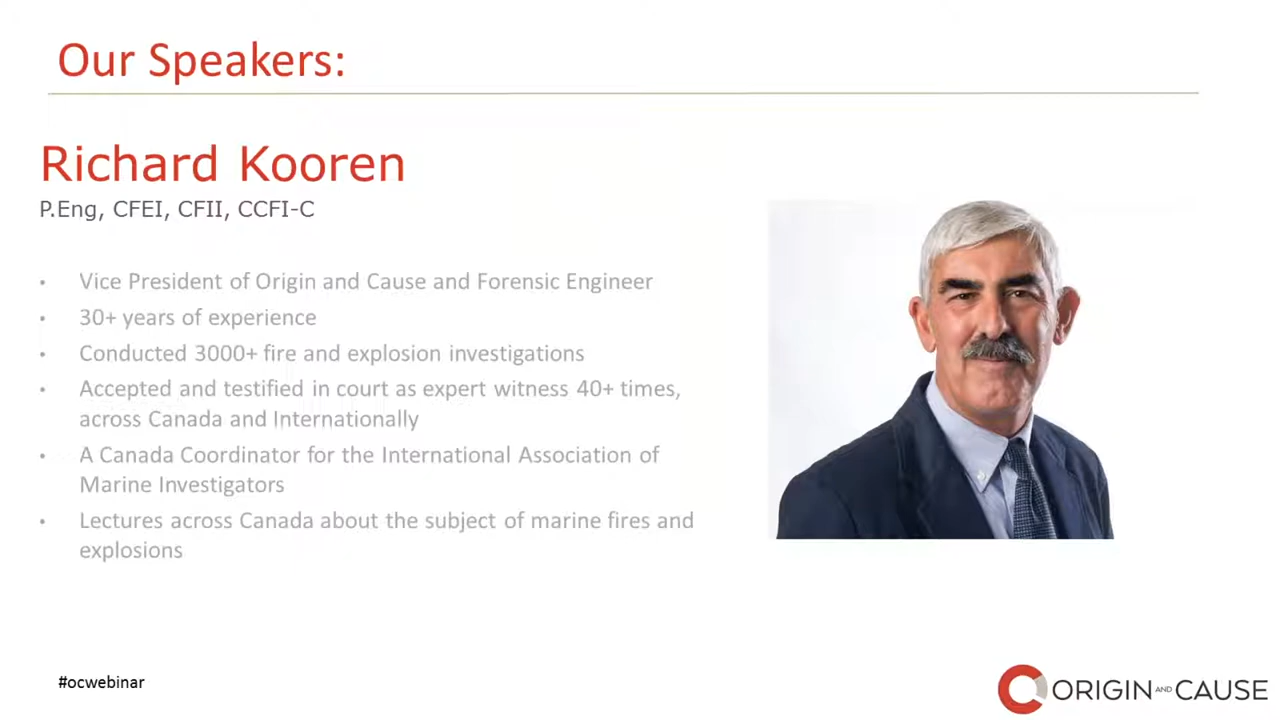 Our Speakers:
Richard Kooren
P.Eng, CFEI, CFII, CCFI-C
• Vice President of Origin and Cause and Forensic Engineer
• 30+ years of experience
• Conducted 3000+ fire and explosion investigations
• Accepted and testified in court as expert witness 40+ times,
across Canada and Internationally
• A Canada Coordinator for the International Association of
Marine Investigators
• Lectures across Canada about the subject of marine fires and
explosions
#ocwebinar
ORIGIN AND CAUSE